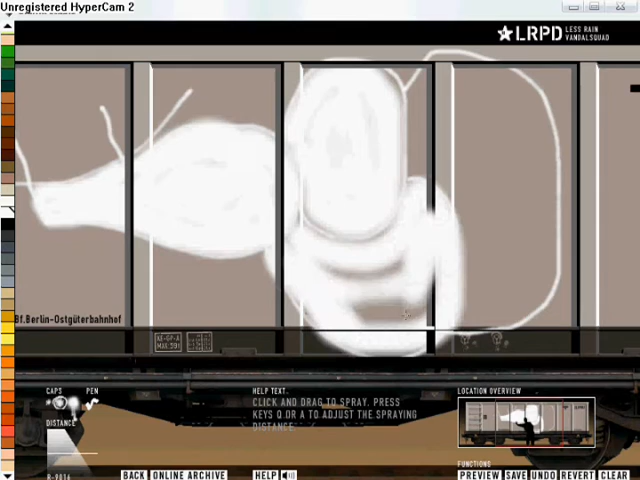 Unregistered HyperCam 2
LRPD LESS RAIN
VANDALSQUAD
Bf.Berlin-Ostgüterbahnhof
CAPS
PEN
HELP TEXT.
CLICK AND DRAG TO SPRAY. PRESS
KEYS Q OR A TO ADJUST THE SPRAYING
DISTANCE.
LOCATION OVERVIEW
DISTANCE
FUNCTIONS
R-9016
BACK ONLINE ARCHIVE HELP PREVIEW SAVE UNDO REVERT CLEAR